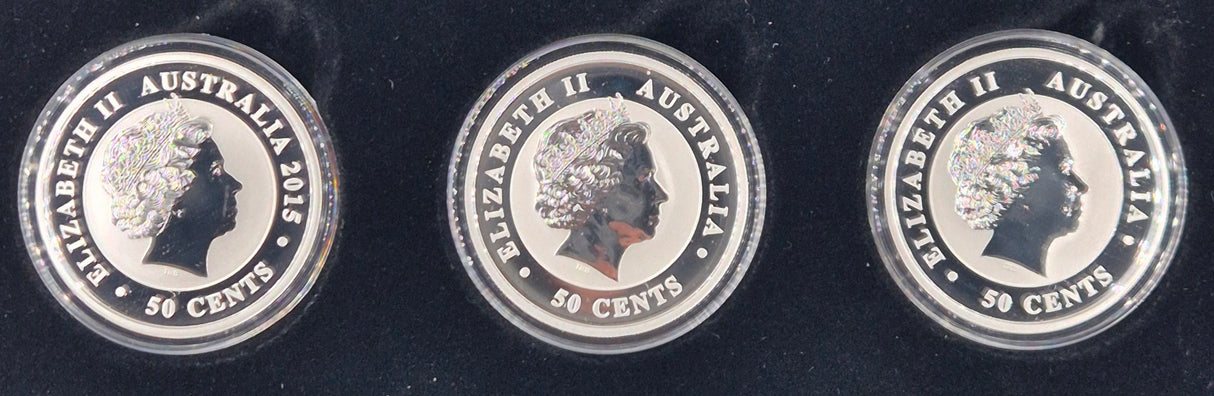 ELIZABETH II AUSTRALIA 2015
50 CENTS
ELIZABETH II AUSTRALIA
50 CENTS
ELIZABETH II AUSTRALIA
50 CENTS